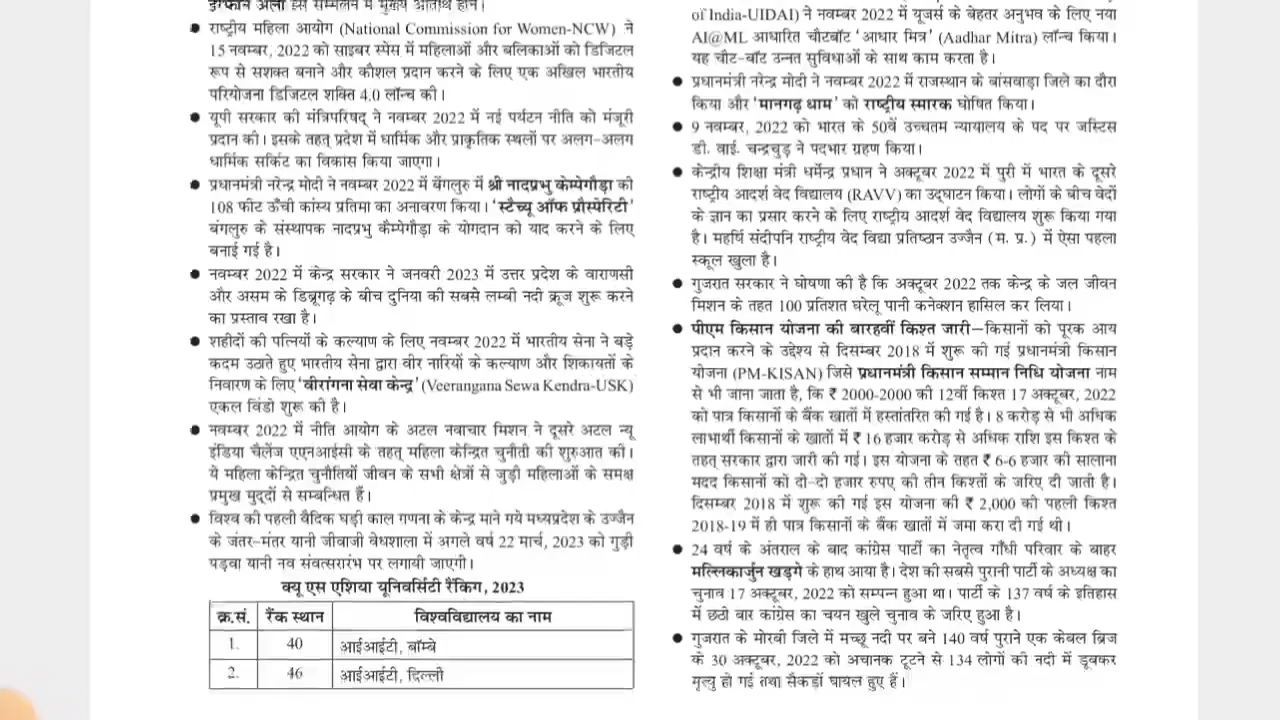 इरफान अली इस सम्मेलन में मुख्य अतिथि होंगे।
● राष्ट्रीय महिला आयोग (National Commission for Women-NCW) ने
15 नवम्बर, 2022 को साइबर स्पेस में महिलाओं और बलिकाओं को डिजिटल
रूप से सशक्त बनाने और कौशल प्रदान करने के लिए एक अखिल भारतीय
परियोजना डिजिटल शक्ति 4.0 लॉन्च की।
● यूपी सरकार की मंत्रिपरिषद् ने नवम्बर 2022 में नई पर्यटन नीति को मंजूरी
प्रदान की। इसके तहत् प्रदेश में धार्मिक और प्राकृतिक स्थलों पर अलग-अलग
धार्मिक सर्किट का विकास किया जाएगा।
● प्रधानमंत्री नरेन्द्र मोदी ने नवम्बर 2022 में बेंगलुरु में श्री नादप्रभु केम्पेगौड़ा की
108 फीट ऊँची कांस्य प्रतिमा का अनावरण किया। 'स्टैच्यू ऑफ प्रौस्पेरिटी'
बंगलुरु के संस्थापक नादप्रभु कैम्पेगौड़ा के योगदान को याद करने के लिए
बनाई गई है।
● नवम्बर 2022 में केन्द्र सरकार ने जनवरी 2023 में उत्तर प्रदेश के वाराणसी
और असम के डिब्रूगढ़ के बीच दुनिया की सबसे लम्बी नदी क्रूज शुरू करने
का प्रस्ताव रखा है।
● शहीदों की पत्नियों के कल्याण के लिए नवम्बर 2022 में भारतीय सेना ने बड़े
कदम उठाते हुए भारतीय सेना द्वारा वीर नारियों के कल्याण और शिकायतों के
निवारण के लिए 'वीरांगना सेवा केन्द्र' (Veerangana Sewa Kendra-USK)
एकल विंडो शुरू की है।
● नवम्बर 2022 में नीति आयोग के अटल नवाचार मिशन ने दूसरे अटल न्यू
इंडिया चैलेंज एएनआईसी के तहत् महिला केन्द्रित चुनौती की शुरुआत की।
ये महिला केन्द्रित चुनौतियाँ जीवन के सभी क्षेत्रों से जुड़ी महिलाओं के समक्ष
प्रमुख मुद्दों से सम्बन्धित हैं।
● विश्व की पहली वैदिक घड़ी काल गणना के केन्द्र माने गये मध्यप्रदेश के उज्जैन
के जंतर-मंतर यानी जीवाजी वेधशाला में अगले वर्ष 22 मार्च, 2023 को गुड़ी
पड़वा यानी नव संवत्सरारंभ पर लगायी जाएगी।
क्यू एस एशिया यूनिवर्सिटी रैंकिंग, 2023
क्र.सं. रैंक स्थान विश्वविद्यालय का नाम
1. 40 आईआईटी, बॉम्बे
2. 46 आईआईटी, दिल्ली
of India-UIDAI) ने नवम्बर 2022 में यूजर्स के बेहतर अनुभव के लिए नया
AI@ML आधारित चौटबॉट 'आधार मित्र' (Aadhar Mitra) लॉन्च किया।
यह चैट-बॉट उन्नत सुविधाओं के साथ काम करता है।
● प्रधानमंत्री नरेन्द्र मोदी ने नवम्बर 2022 में राजस्थान के बांसवाड़ा जिले का दौरा
किया और 'मानगढ़ धाम' को राष्ट्रीय स्मारक घोषित किया।
● 9 नवम्बर, 2022 को भारत के 50वें उच्चतम न्यायालय के पद पर जस्टिस
डी. वाई. चन्द्रचुड़ ने पदभार ग्रहण किया।
● केन्द्रीय शिक्षा मंत्री धर्मेन्द्र प्रधान ने अक्टूबर 2022 में पुरी में भारत के दूसरे
राष्ट्रीय आदर्श वेद विद्यालय (RAVV) का उद्घाटन किया। लोगों के बीच वेदों
के ज्ञान का प्रसार करने के लिए राष्ट्रीय आदर्श वेद विद्यालय शुरू किया गया
है। महर्षि संदीपनि राष्ट्रीय वेद विद्या प्रतिष्ठान उज्जैन (म. प्र.) में ऐसा पहला
स्कूल खुला है।
● गुजरात सरकार ने घोषणा की है कि अक्टूबर 2022 तक केन्द्र के जल जीवन
मिशन के तहत 100 प्रतिशत घरेलू पानी कनेक्शन हासिल कर लिया।
● पीएम किसान योजना की बारहवीं किश्त जारी–किसानों को पूरक आय
प्रदान करने के उद्देश्य से दिसम्बर 2018 में शुरू की गई प्रधानमंत्री किसान
योजना (PM-KISAN) जिसे प्रधानमंत्री किसान सम्मान निधि योजना नाम
से भी जाना जाता है, कि ₹ 2000-2000 की 12वीं किश्त 17 अक्टूबर, 2022
को पात्र किसानों के बैंक खातों में हस्तांतरित की गई है। 8 करोड़ से भी अधिक
लाभार्थी किसानों के खातों में ₹ 16 हजार करोड़ से अधिक राशि इस किश्त के
तहत् सरकार द्वारा जारी की गई। इस योजना के तहत ₹ 6-6 हजार की सालाना
मदद किसानों को दो-दो हजार रुपए की तीन किश्तों के जरिए दी जाती है।
दिसम्बर 2018 में शुरू की गई इस योजना की ₹ 2,000 की पहली किश्त
2018-19 में ही पात्र किसानों के बैंक खातों में जमा करा दी गई थी।
● 24 वर्ष के अंतराल के बाद कांग्रेस पार्टी का नेतृत्व गाँधी परिवार के बाहर
मल्लिकार्जुन खड़गे के हाथ आया है। देश की सबसे पुरानी पार्टी के अध्यक्ष का
चुनाव 17 अक्टूबर, 2022 को सम्पन्न हुआ था। पार्टी के 137 वर्ष के इतिहास
में छठी बार कांग्रेस का चयन खुले चुनाव के जरिए हुआ है।
● गुजरात के मोरबी जिले में मच्छू नदी पर बने 140 वर्ष पुराने एक केबल ब्रिज
के 30 अक्टूबर, 2022 को अचानक टूटने से 134 लोगों की नदी में डूबकर
मृत्यु हो गई तथा सैकड़ों घायल हुए हैं।